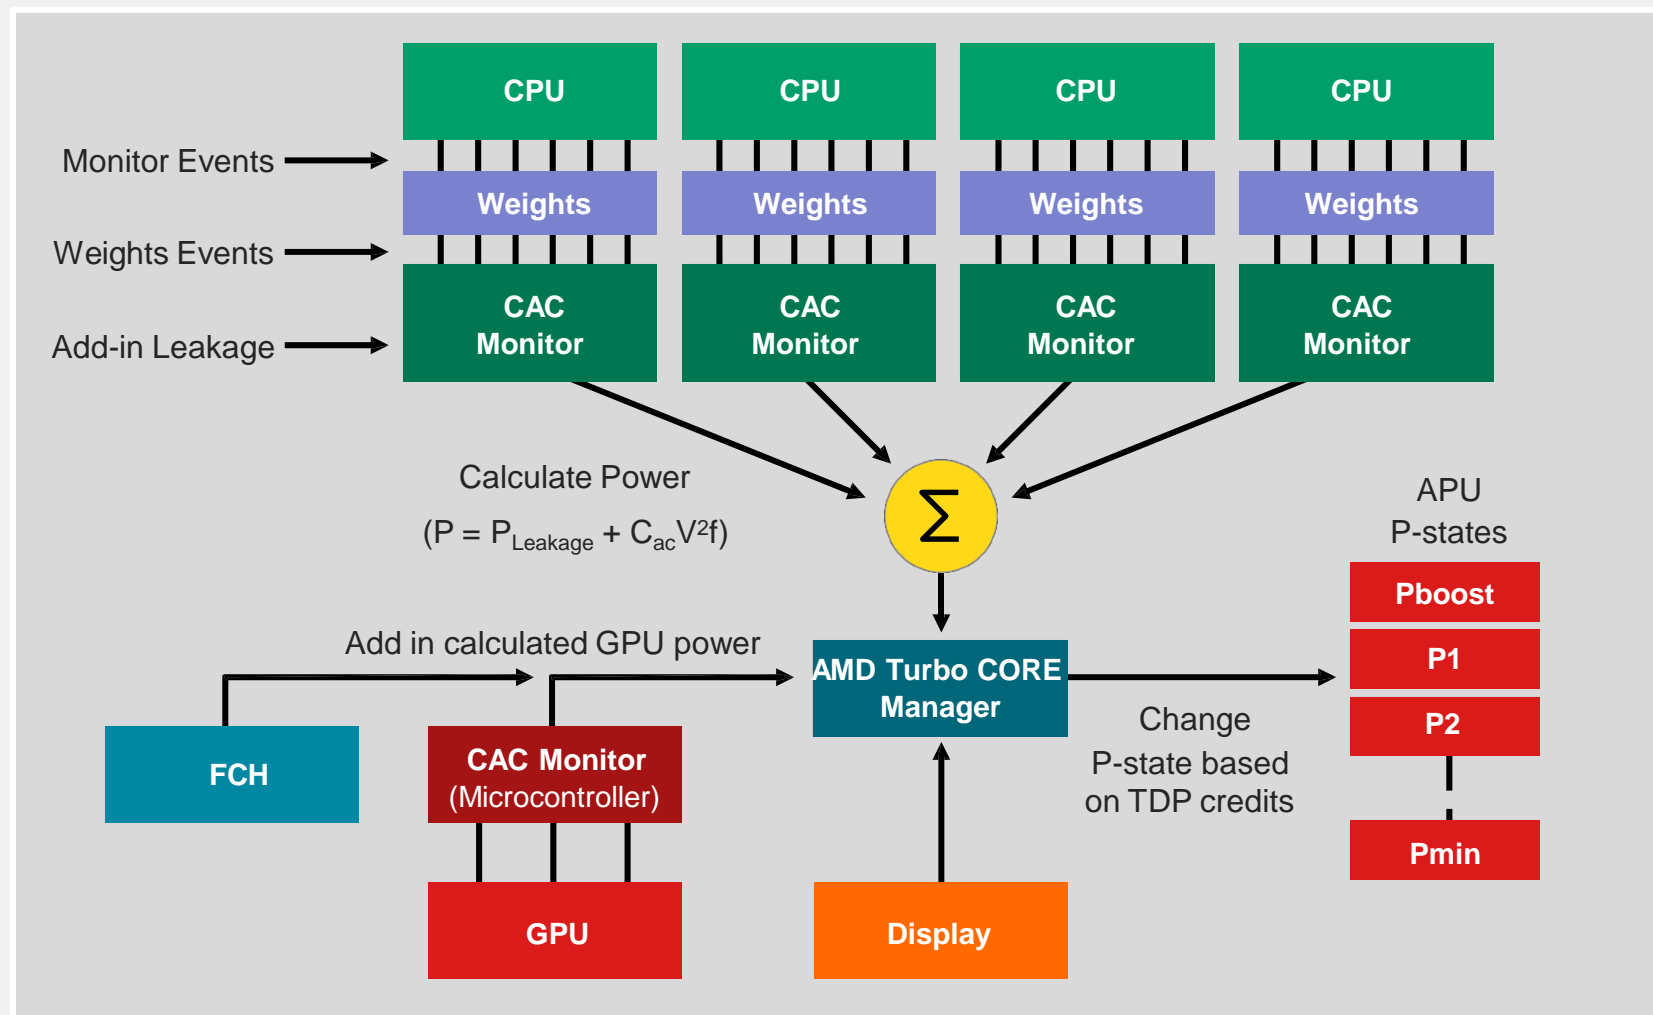 CPU
CPU
CPU
CPU
Monitor Events
Weights
Weights
Weights
Weights
Weights Events
CAC
Monitor
CAC
Monitor
CAC
Monitor
CAC
Monitor
Add-in Leakage
Calculate Power
(P = P_Leakage + C_acV²f)
Σ
APU
P-states
Pboost
P1
P2
Pmin
Add in calculated GPU power
AMD Turbo CORE
Manager
Change
P-state based
on TDP credits
FCH
CAC Monitor
(Microcontroller)
GPU
Display